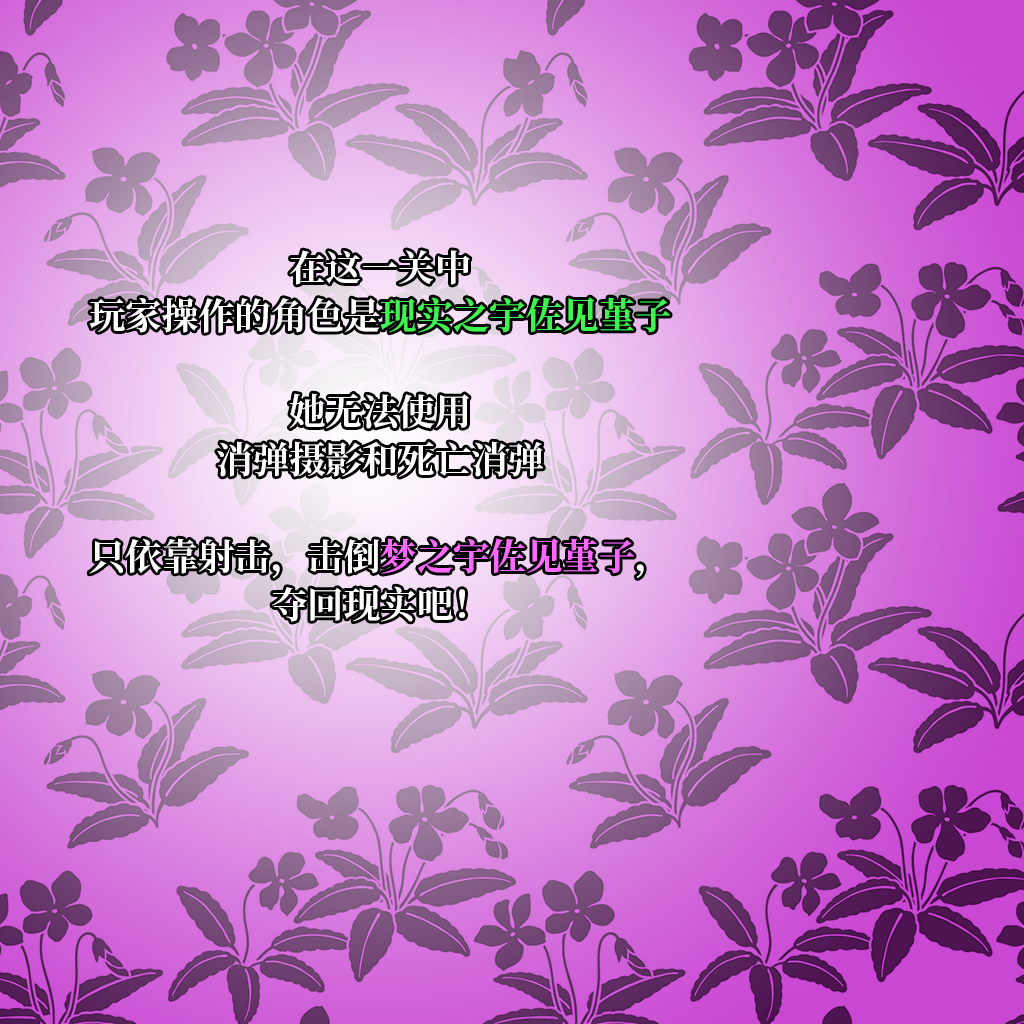 在这一关中
玩家操作的角色是现实之宇佐见堇子
她无法使用
消弹摄影和死亡消弹
只依靠射击，击倒梦之宇佐见堇子，
夺回现实吧！